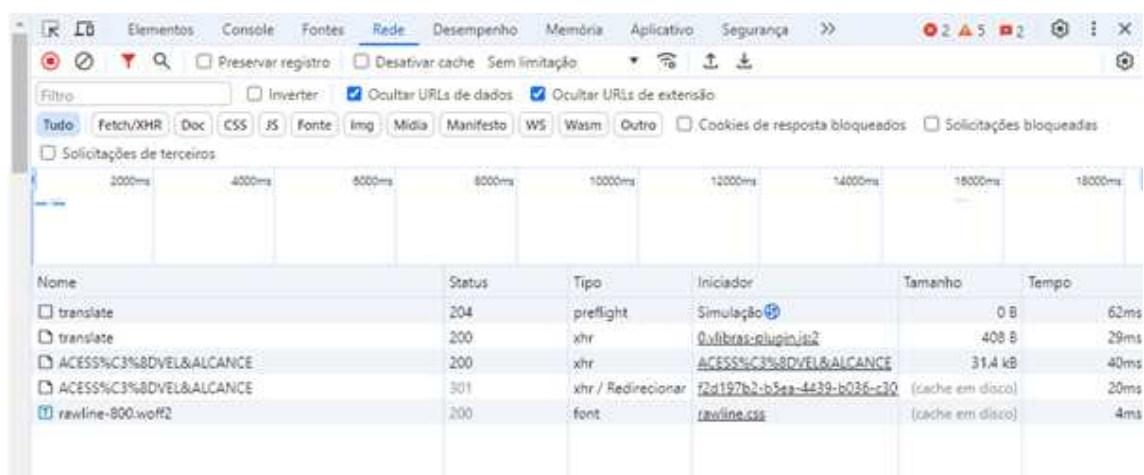 Elementos Console Fontes Rede Desempenho Memória Aplicativo Segurança >> 2 5 2
Preservar registro Desativar cache Sem limitação
Filtro Inverter Ocultar URLs de dados Ocultar URLs de extensão
Tudo Fetch/XHR Doc CSS JS Fonte Img Mídia Manifesto WS Wasm Outro Cookies de resposta bloqueados Solicitações bloqueadas
Solicitações de terceiros
2000ms 4000ms 6000ms 8000ms 10000ms 12000ms 14000ms 16000ms 18000ms
Nome Status Tipo Iniciador Tamanho Tempo
translate 204 preflight Simulação 0 B 62ms
translate 200 xhr 0.vlibras-plugin.js:2 408 B 29ms
ACESS%C3%8DVEL&ALCANCE 200 xhr ACESS%C3%8DVEL&ALCANCE 31.4 kB 40ms
ACESS%C3%8DVEL&ALCANCE 301 xhr / Redirecionar f2d197b2-b5ea-4439-b036-c30 (cache em disco) 20ms
rawline-800.woff2 200 font rawline.css (cache em disco) 4ms